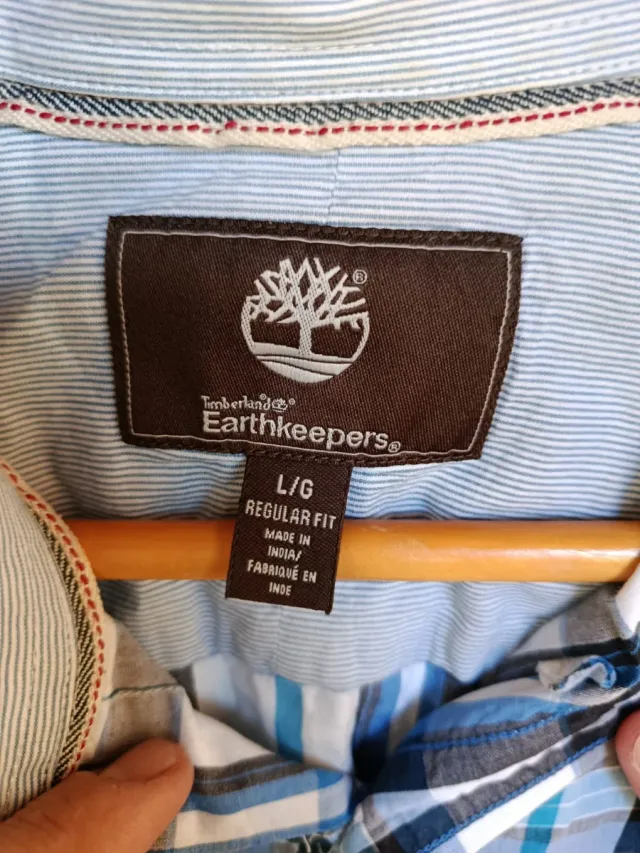 ®
Timberland ®
Earthkeepers®
L/G
REGULAR FIT
MADE IN
INDIA/
FABRIQUÉ EN
INDE